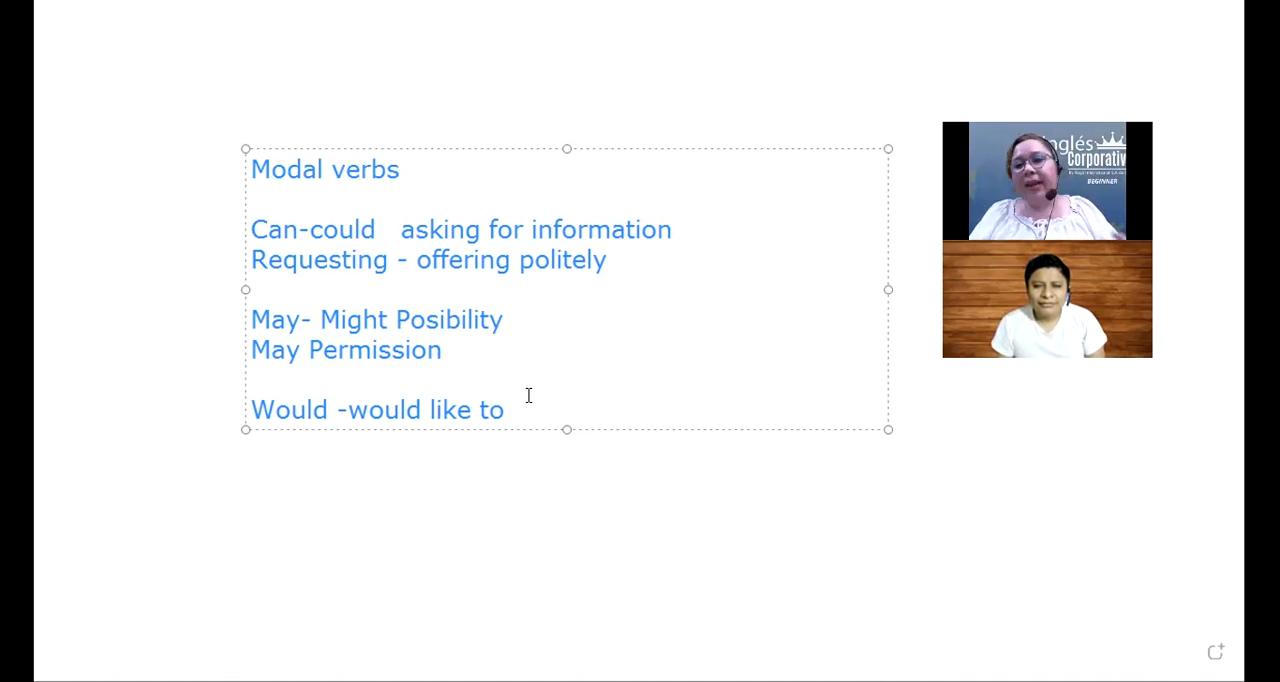 Modal verbs
Can-could asking for information
Requesting - offering politely
May- Might Posibility
May Permission
Would -would like to
Inglés
Corporativ
BEGINNER